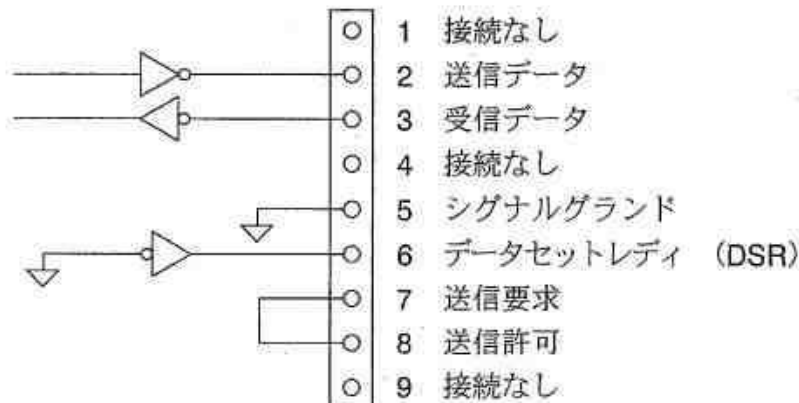 1 接続なし
2 送信データ
3 受信データ
4 接続なし
5 シグナルグランド
6 データセットレディ (DSR)
7 送信要求
8 送信許可
9 接続なし